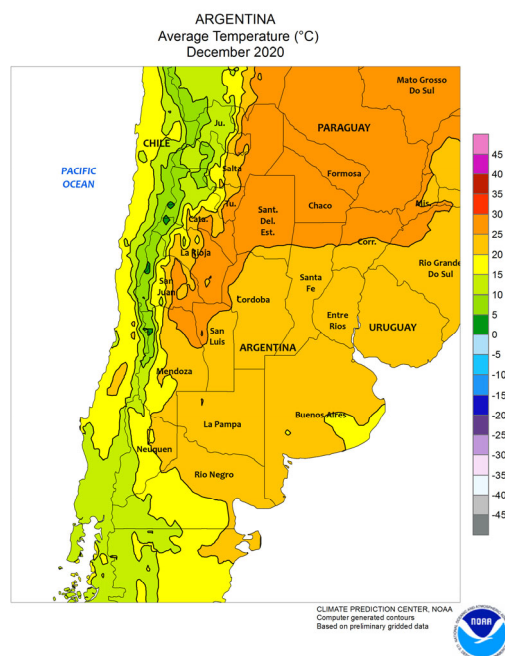 ARGENTINA
Average Temperature (°C)
December 2020
Mato Grosso
Do Sul
Ju.
PARAGUAY
CHILE
PACIFIC
OCEAN
Salta
Formosa
Tu.
Sant.
Del.
Est.
Chaco
Mis.
Cata.
Corr.
La Rioja
Rio Grande
Do Sul
San
Juan
Santa
Fe
Cordoba
Entre
Rios
URUGUAY
San
Luis
ARGENTINA
Mendoza
La Pampa
Buenos Aires
Neuquen
Rio Negro
45
40
35
30
25
20
15
10
5
0
-5
-10
-15
-20
-25
-30
-35
-40
-45
CLIMATE PREDICTION CENTER, NOAA
Computer generated contours
Based on preliminary gridded data
NOAA